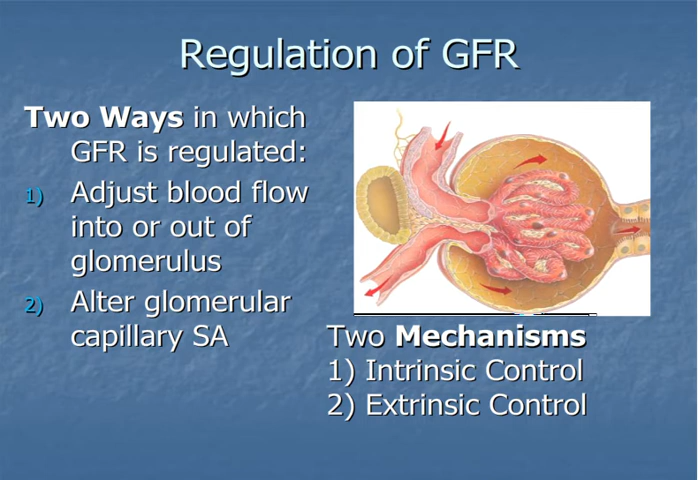 Regulation of GFR
Two Ways in which
GFR is regulated:
1) Adjust blood flow
into or out of
glomerulus
2) Alter glomerular
capillary SA
Two Mechanisms
1) Intrinsic Control
2) Extrinsic Control